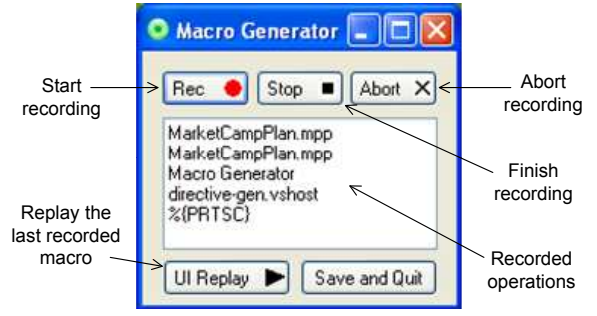 Macro Generator
Start
recording
Rec
Stop
Abort
Abort
recording
MarketCampPlan.mpp
MarketCampPlan.mpp
Macro Generator
directive-gen.vshost
%{PRTSC}
Finish
recording
Replay the
last recorded
macro
Recorded
operations
UI Replay
Save and Quit